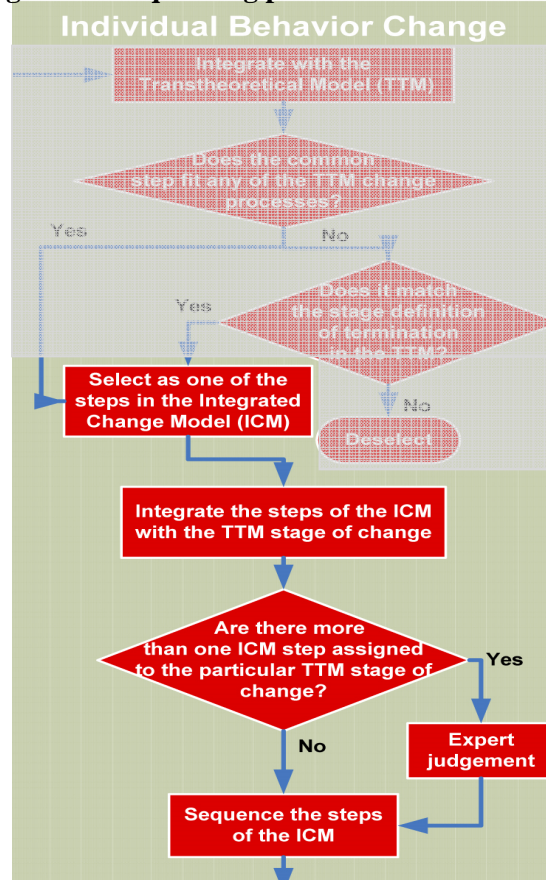 Individual Behavior Change
Integrate with the
Transtheoretical Model (TTM)
Does the common
step fit any of the TTM change
processes?
Yes
No
Does it match
the stage definition
of termination
in the TTM?
Yes
No
Deselect
Select as one of the
steps in the Integrated
Change Model (ICM)
Integrate the steps of the ICM
with the TTM stage of change
Are there more
than one ICM step assigned
to the particular TTM stage of
change?
Yes
No
Expert
judgement
Sequence the steps
of the ICM